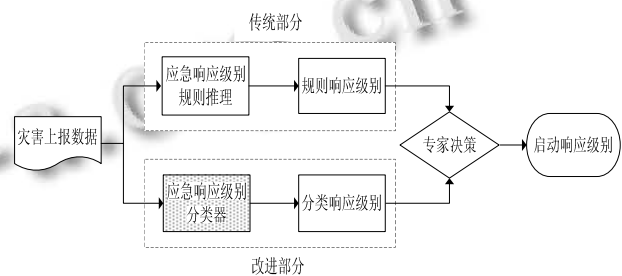 传统部分
应急响应级别
规则推理
规则响应级别
灾害上报数据
专家决策
启动响应级别
应急响应级别
分类器
分类响应级别
改进部分